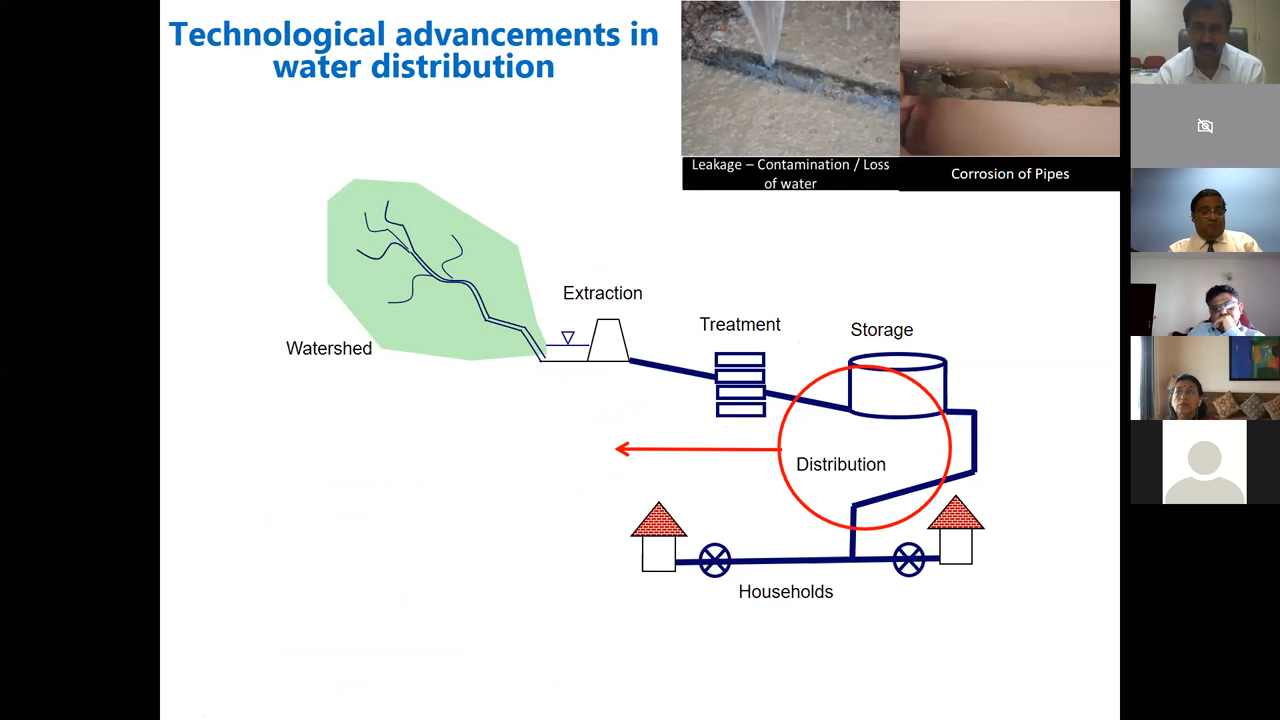 Technological advancements in
water distribution
Leakage – Contamination / Loss
of water
Corrosion of Pipes
Extraction
Treatment
Storage
Watershed
Distribution
Households